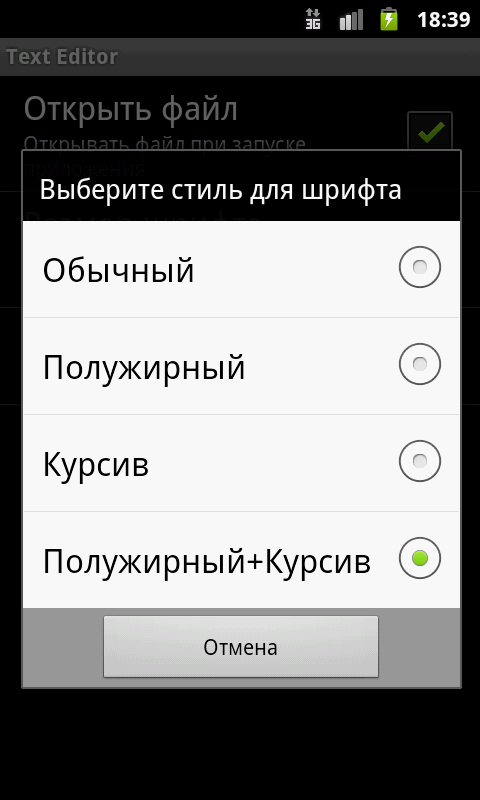 3G
18:39
Text Editor
Открыть файл
Открывать файл при запуске
приложения
Выберите стиль для шрифта
Обычный
Полужирный
Курсив
Полужирный+Курсив
Отмена